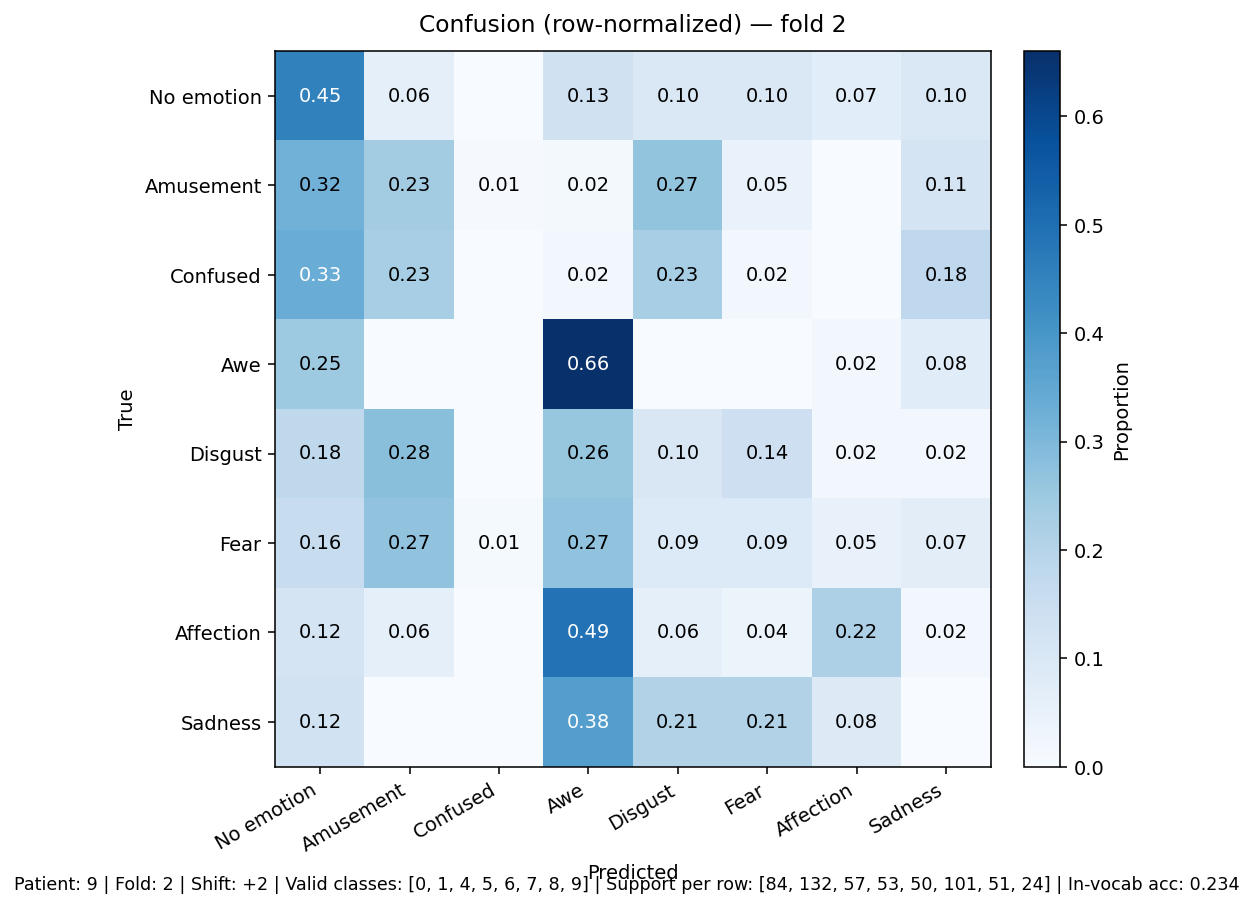 Confusion (row-normalized) — fold 2
No emotion 0.45 0.06 0.13 0.10 0.10 0.07 0.10
Amusement 0.32 0.23 0.01 0.02 0.27 0.05 0.11
Confused 0.33 0.23 0.02 0.23 0.02 0.18
Awe 0.25 0.66 0.02 0.08
Disgust 0.18 0.28 0.26 0.10 0.14 0.02 0.02
Fear 0.16 0.27 0.01 0.27 0.09 0.09 0.05 0.07
Affection 0.12 0.06 0.49 0.06 0.04 0.22 0.02
Sadness 0.12 0.38 0.21 0.21 0.08
True
No emotion Amusement Confused Awe Disgust Fear Affection Sadness
Predicted
0.6
0.5
0.4
0.3
0.2
0.1
0.0
Proportion
Patient: 9 | Fold: 2 | Shift: +2 | Valid classes: [0, 1, 4, 5, 6, 7, 8, 9] | Support per row: [84, 132, 57, 53, 50, 101, 51, 24] | In-vocab acc: 0.234